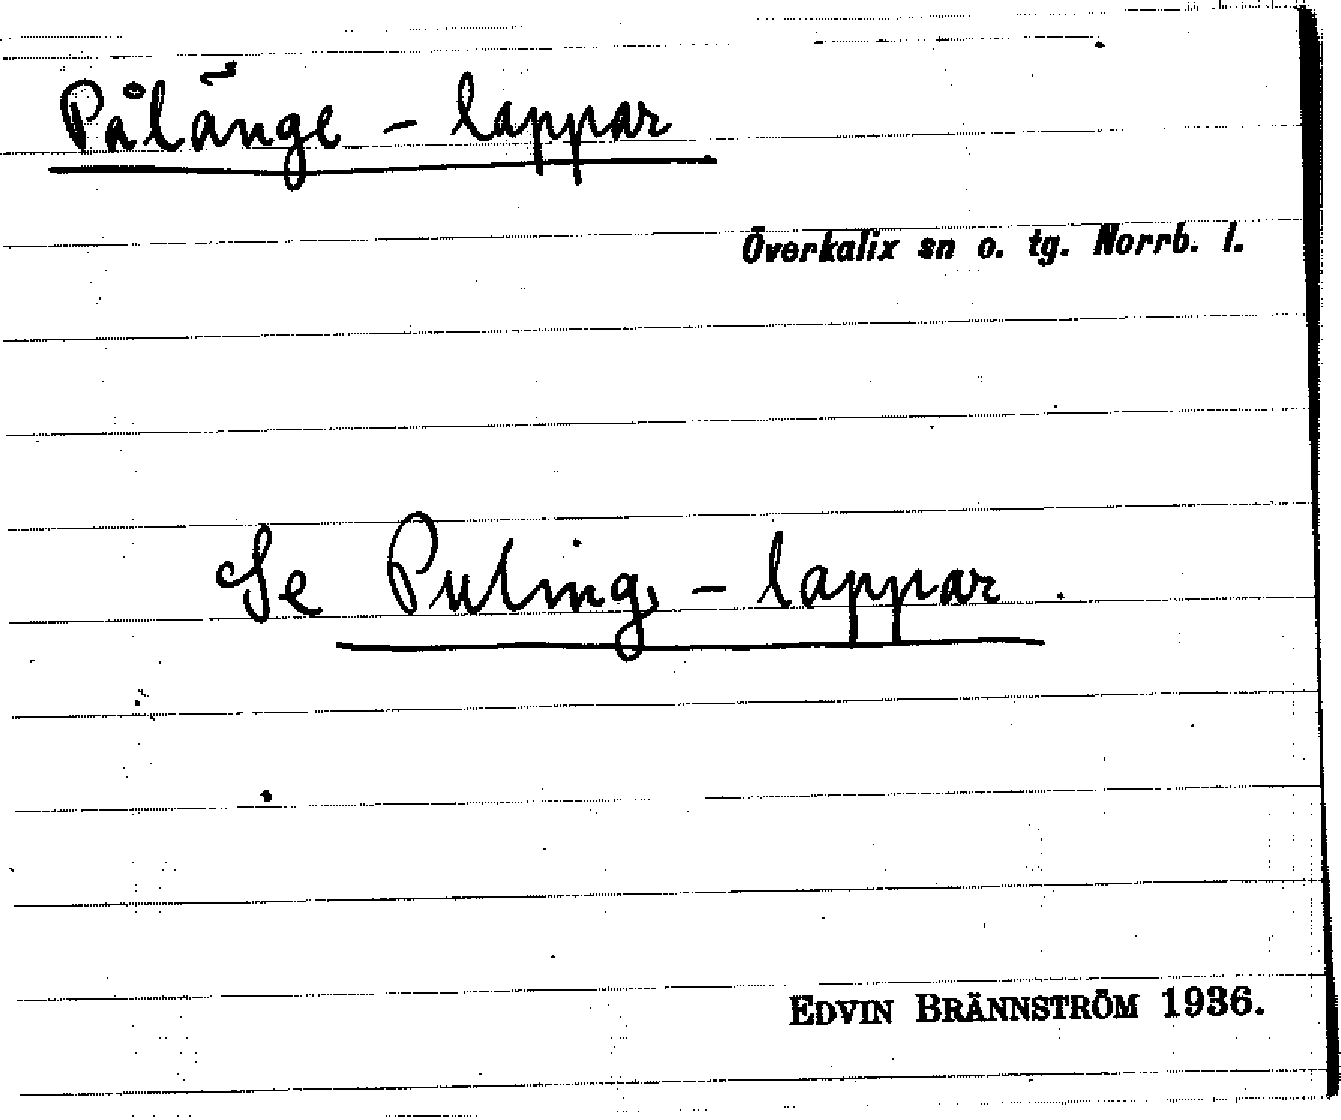 Pålänge - lappar
Överkalix sn o. tg. Norrb. l.
Se Puling, - lappar.
EDVIN BRÄNNSTRÖM 1936.